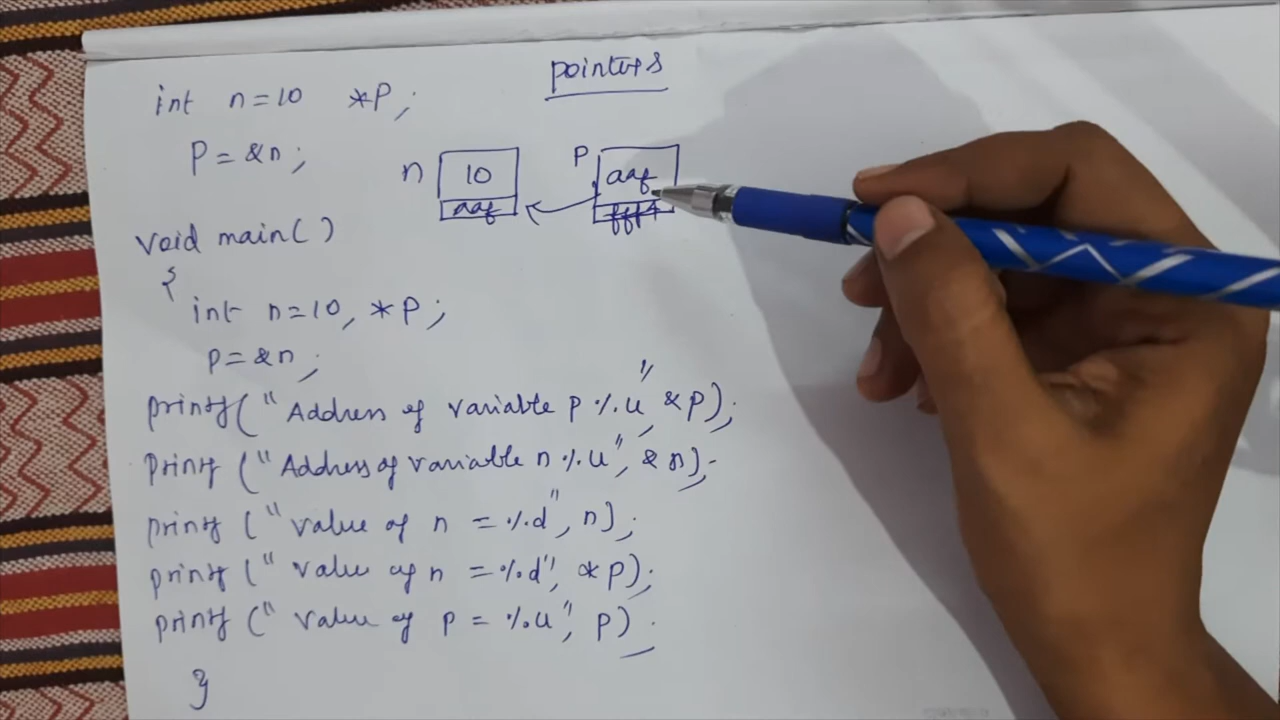 pointers
int n=10 *P;
P=&n;
n 10 aaf
P aaf fff4
void main()
{
int n=10, *P;
P=&n;
printf("Address of variable p %u", &p);
printf("Address of variable n %u", &n);
printf("value of n = %d", n);
printf("value of n = %d", *p);
printf("value of p = %u", p);
}